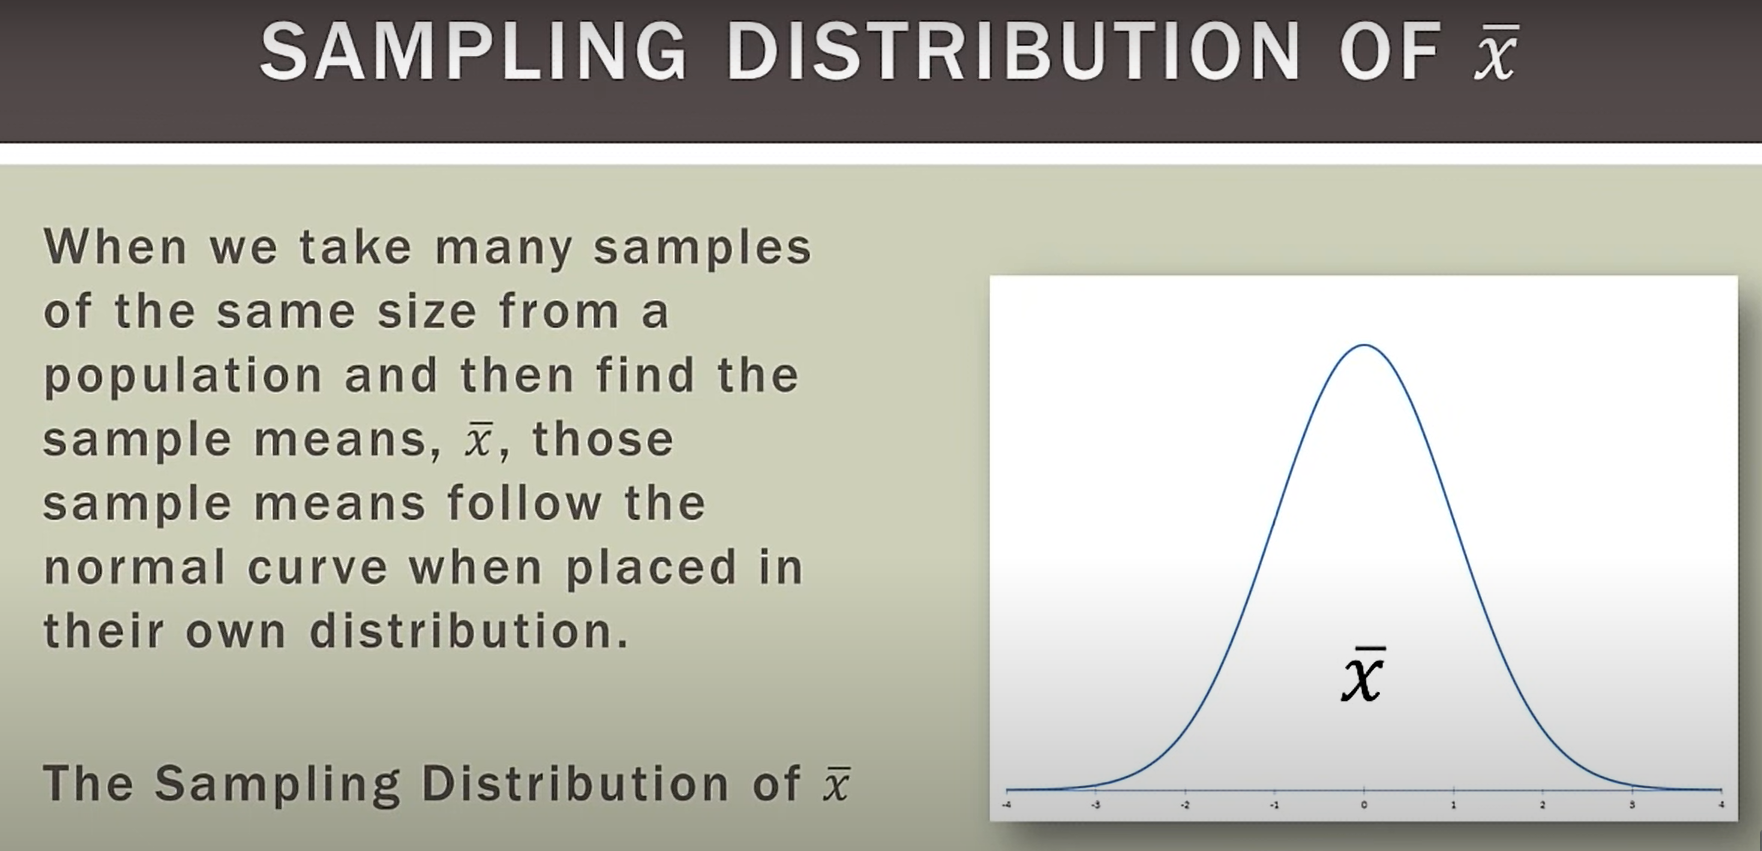 SAMPLING DISTRIBUTION OF x̄
When we take many samples
of the same size from a
population and then find the
sample means, x̄, those
sample means follow the
normal curve when placed in
their own distribution.
The Sampling Distribution of x̄
x̄
-4 -3 -2 -1 0 1 2 3 4